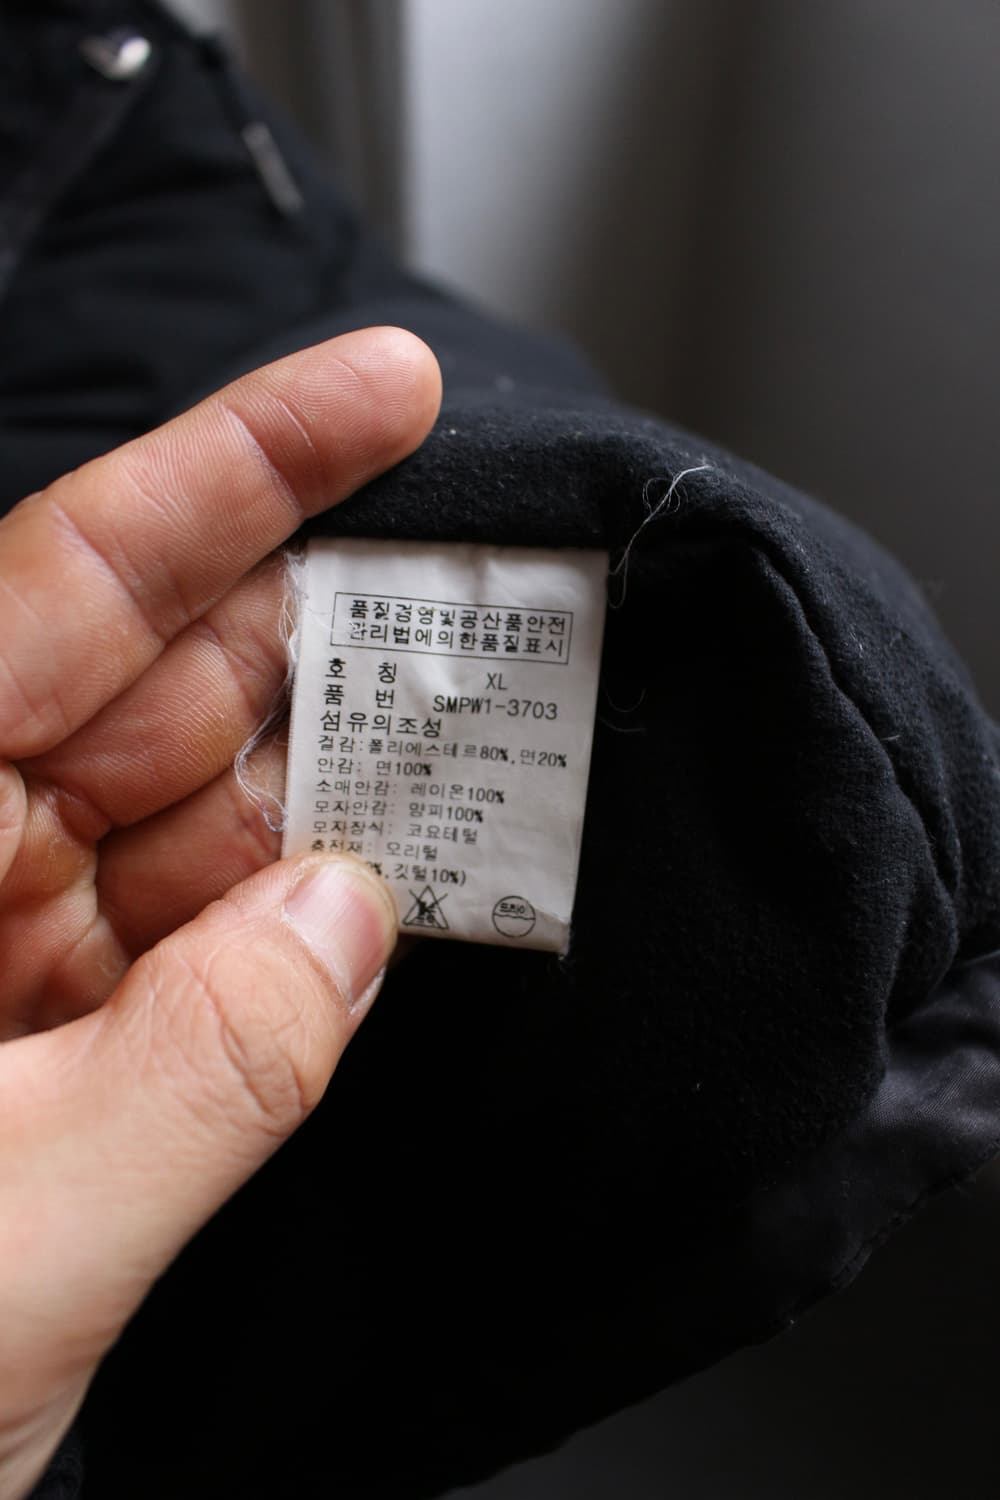 품질경영및공산품안전
관리법에의한품질표시
호 칭 XL
품 번 SMPW1-3703
섬유의조성
겉감:폴리에스테르80%,면20%
안감: 면100%
소매안감: 레이온100%
모자안감: 양피100%
모자장식: 코요테털
충전재: 오리털
%,깃털10%)
드라이